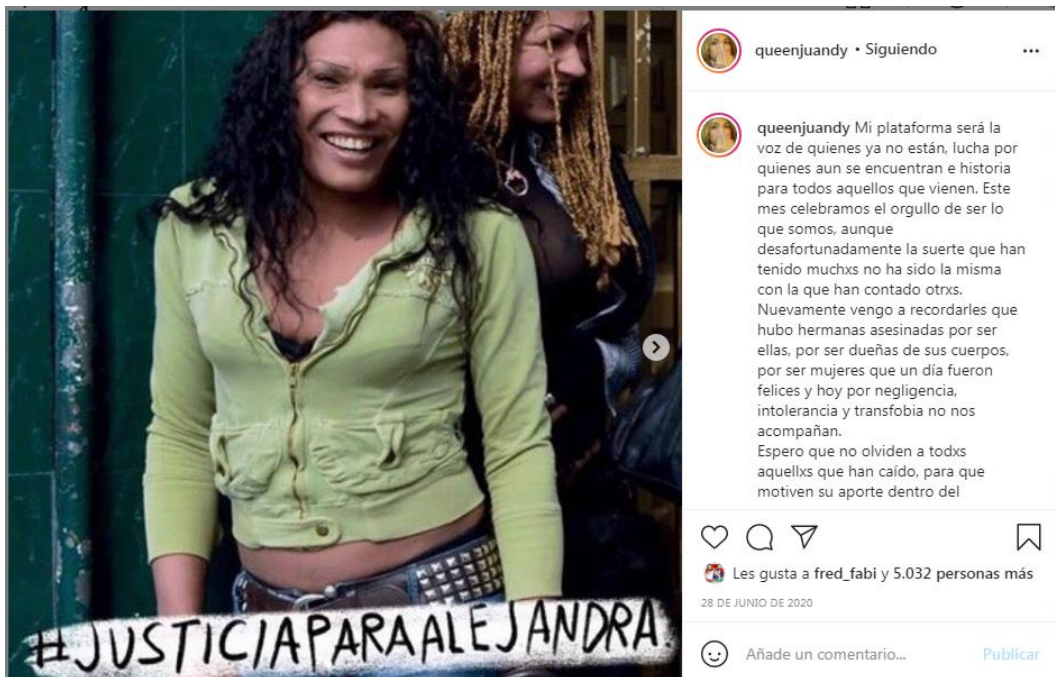 #JUSTICIAPARAALEJANDRA.
queenjuandy • Siguiendo
queenjuandy Mi plataforma será la
voz de quienes ya no están, lucha por
quienes aun se encuentran e historia
para todos aquellos que vienen. Este
mes celebramos el orgullo de ser lo
que somos, aunque
desafortunadamente la suerte que han
tenido muchxs no ha sido la misma
con la que han contado otrxs.
Nuevamente vengo a recordarles que
hubo hermanas asesinadas por ser
ellas, por ser dueñas de sus cuerpos,
por ser mujeres que un día fueron
felices y hoy por negligencia,
intolerancia y transfobia no nos
acompañan.
Espero que no olviden a todxs
aquellxs que han caído, para que
motiven su aporte dentro del
Les gusta a fred_fabi y 5.032 personas más
28 DE JUNIO DE 2020
Añade un comentario... Publicar